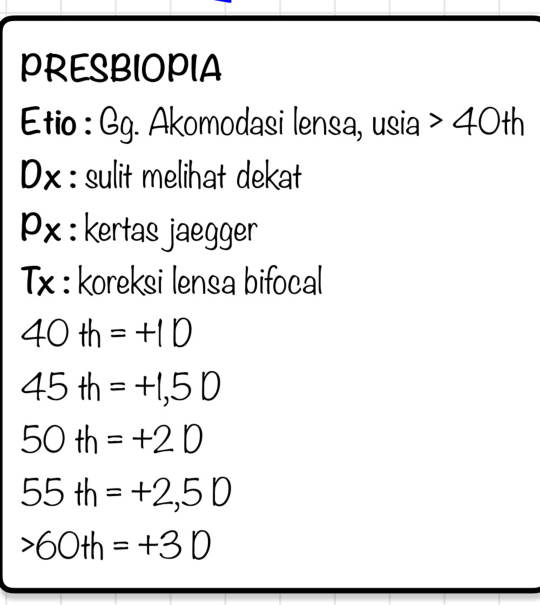 PRESBIOPIA
Etio : Gg. Akomodasi lensa, usia > 40th
Dx : sulit melihat dekat
Px : kertas jaegger
Tx : koreksi lensa bifocal
40 th = +1 D
45 th = +1,5 D
50 th = +2 D
55 th = +2,5 D
>60th = +3 D